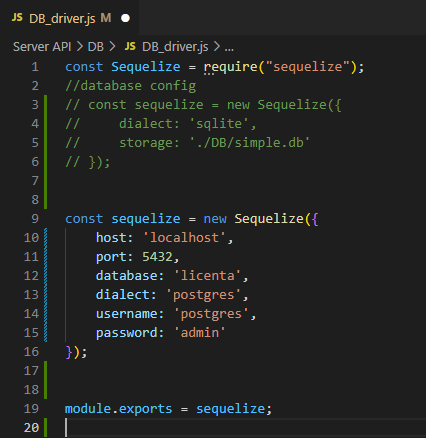 JS DB_driver.js M
Server API > DB > JS DB_driver.js > ...
1 const Sequelize = require("sequelize");
2 //database config
3 // const sequelize = new Sequelize({
4 //     dialect: 'sqlite',
5 //     storage: './DB/simple.db'
6 // });
7
8
9 const sequelize = new Sequelize({
10     host: 'localhost',
11     port: 5432,
12     database: 'licenta',
13     dialect: 'postgres',
14     username: 'postgres',
15     password: 'admin'
16 });
17
18
19 module.exports = sequelize;
20